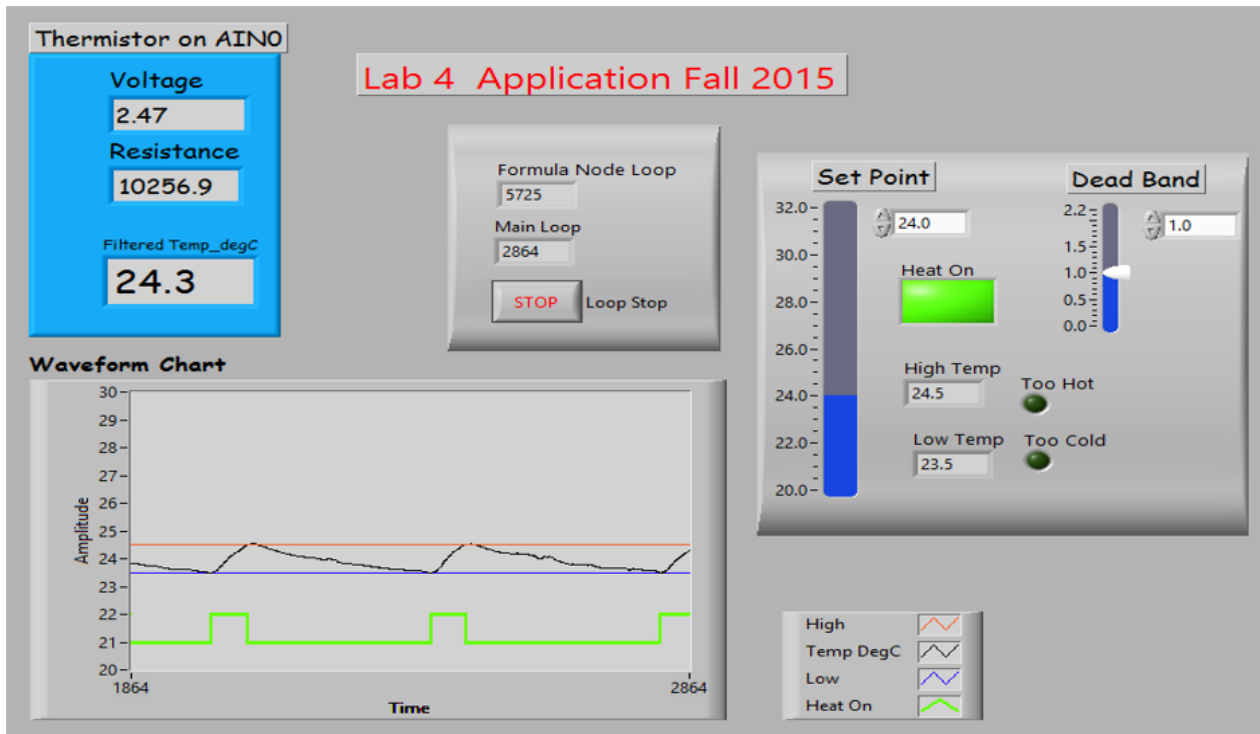 Thermistor on AIN0
Voltage
2.47
Resistance
10256.9
Filtered Temp_degC
24.3
Lab 4 Application Fall 2015
Formula Node Loop
5725
Main Loop
2864
STOP
Loop Stop
Set Point
32.0
30.0
28.0
26.0
24.0
22.0
20.0
24.0
Heat On
High Temp
24.5
Too Hot
Low Temp
23.5
Too Cold
Dead Band
2.2
1.5
1.0
0.5
0.0
1.0
Waveform Chart
Amplitude
30
29
28
27
26
25
24
23
22
21
20
1864
2864
Time
High
Temp DegC
Low
Heat On